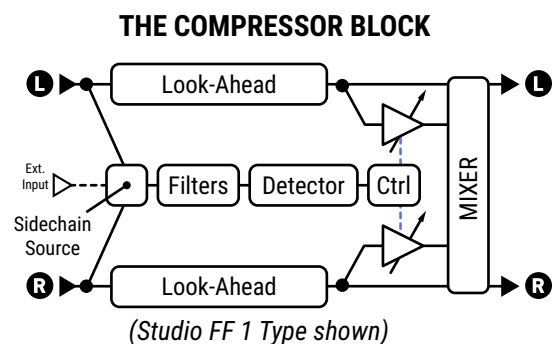 THE COMPRESSOR BLOCK
L
Look-Ahead
L
Ext.
Input
Filters
Detector
Ctrl
MIXER
Sidechain
Source
R
Look-Ahead
R
(Studio FF 1 Type shown)